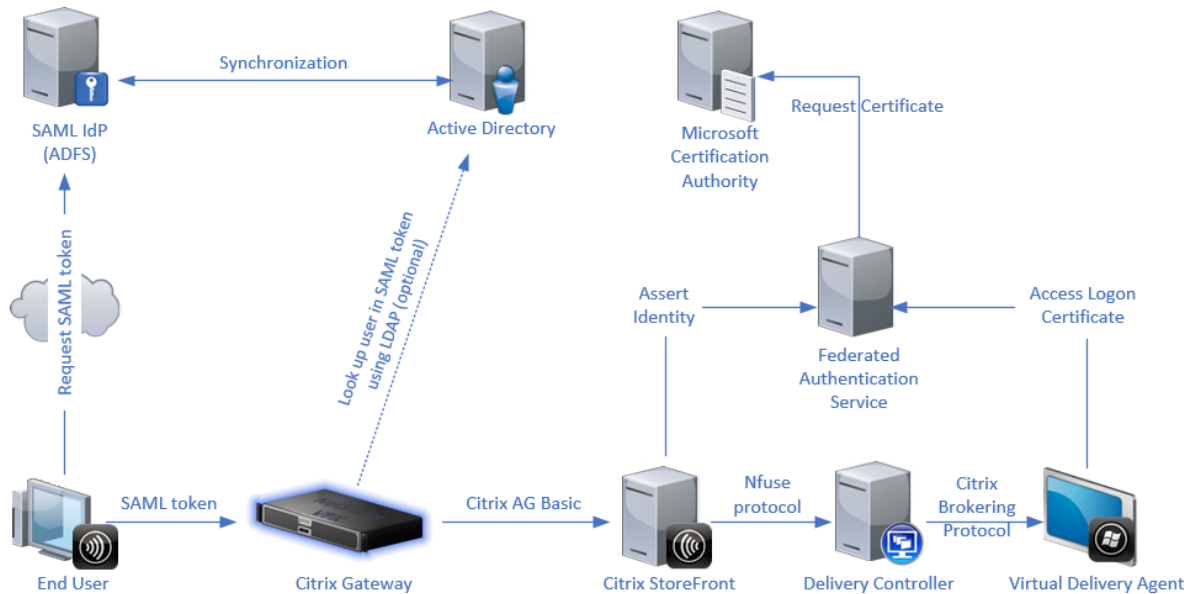 Synchronization
SAML IdP
(ADFS)
Active Directory
Request Certificate
Microsoft
Certification
Authority
Request SAML token
Look up user in SAML token
using LDAP (optional)
Assert
Identity
Access Logon
Certificate
Federated
Authentication
Service
SAML token
Citrix AG Basic
Nfuse
protocol
Citrix
Brokering
Protocol
End User
Citrix Gateway
Citrix StoreFront
Delivery Controller
Virtual Delivery Agent